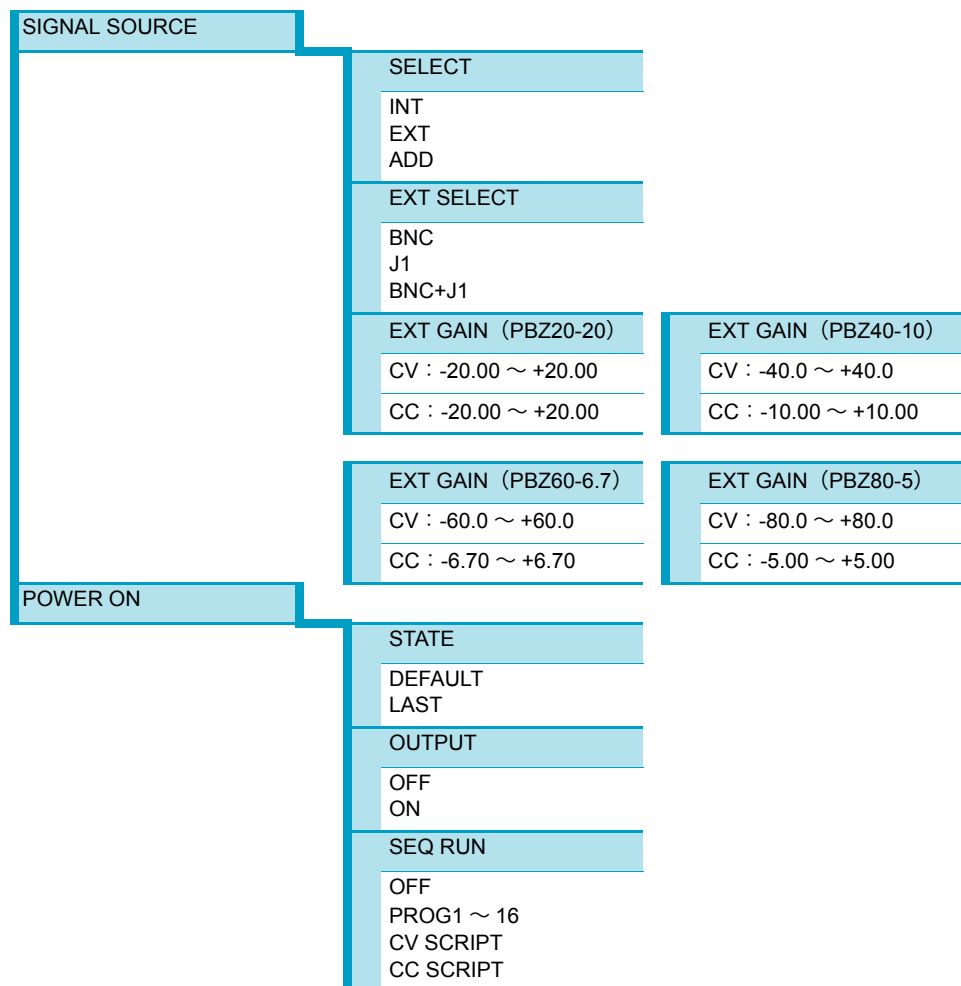 SIGNAL SOURCE
SELECT
INT
EXT
ADD
EXT SELECT
BNC
J1
BNC+J1
EXT GAIN（PBZ20-20）
CV：-20.00 ～ +20.00
CC：-20.00 ～ +20.00
EXT GAIN（PBZ40-10）
CV：-40.0 ～ +40.0
CC：-10.00 ～ +10.00
EXT GAIN（PBZ60-6.7）
CV：-60.0 ～ +60.0
CC：-6.70 ～ +6.70
EXT GAIN（PBZ80-5）
CV：-80.0 ～ +80.0
CC：-5.00 ～ +5.00
POWER ON
STATE
DEFAULT
LAST
OUTPUT
OFF
ON
SEQ RUN
OFF
PROG1 ～ 16
CV SCRIPT
CC SCRIPT